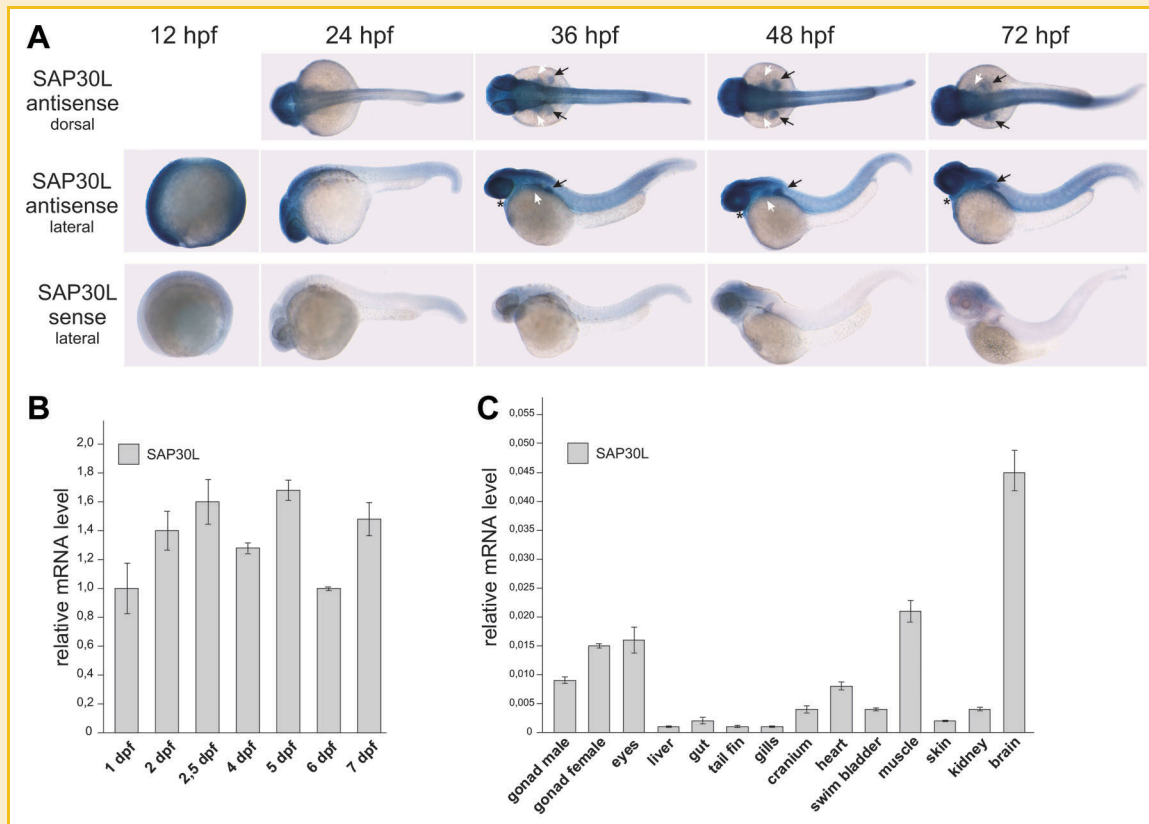 A
12 hpf 24 hpf 36 hpf 48 hpf 72 hpf
SAP30L
antisense
dorsal
SAP30L
antisense
lateral
*
*
*
SAP30L
sense
lateral
B
relative mRNA level
2,0
1,8
1,6
1,4
1,2
1,0
0,8
0,6
0,4
0,2
0
SAP30L
1 dpf
2 dpf
2,5 dpf
4 dpf
5 dpf
6 dpf
7 dpf
C
relative mRNA level
0,055
0,050
0,045
0,040
0,035
0,030
0,025
0,020
0,015
0,010
0,005
0
SAP30L
gonad male
gonad female
eyes
liver
gut
tail fin
gills
cranium
heart
swim bladder
muscle
skin
kidney
brain